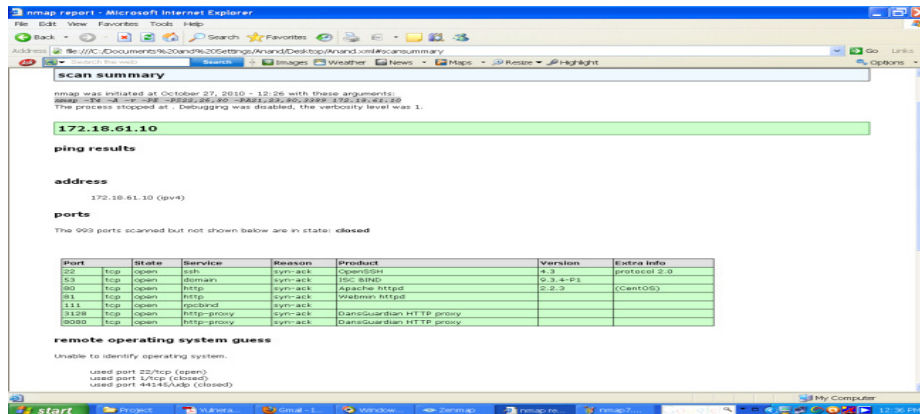 nmap report - Microsoft Internet Explorer
File Edit View Favorites Tools Help
Back Search Favorites
Address file:///C:/Documents%20and%20Settings/Anand/Desktop/Anand.xml#scansummary Go Links
Search the web Search Images Weather News Maps Resize Highlight Options
scan summary
nmap was initiated at October 27, 2010 - 12:26 with these arguments:
The process stopped at . Debugging was disabled, the verbosity level was 1.
172.18.61.10
ping results
address
172.18.61.10 (ipv4)
ports
The 993 ports scanned but not shown below are in state: closed
Port State Service Reason Product Version Extra info
22 tcp open ssh syn-ack OpenSSH 4.3 protocol 2.0
53 tcp open domain syn-ack ISC BIND 9.3.4-P1
80 tcp open http syn-ack Apache httpd 2.2.3 (CentOS)
81 tcp open http syn-ack Webmin httpd
111 tcp open rpcbind syn-ack
3128 tcp open http-proxy syn-ack DansGuardian HTTP proxy
8080 tcp open http-proxy syn-ack DansGuardian HTTP proxy
remote operating system guess
Unable to identify operating system.
used port 22/tcp (open)
used port 1/tcp (closed)
used port 44145/udp (closed)
My Computer
start Project Vulnera... Gmail - I... Window... Zenmap nmap re... nmap7... 12:36 PM